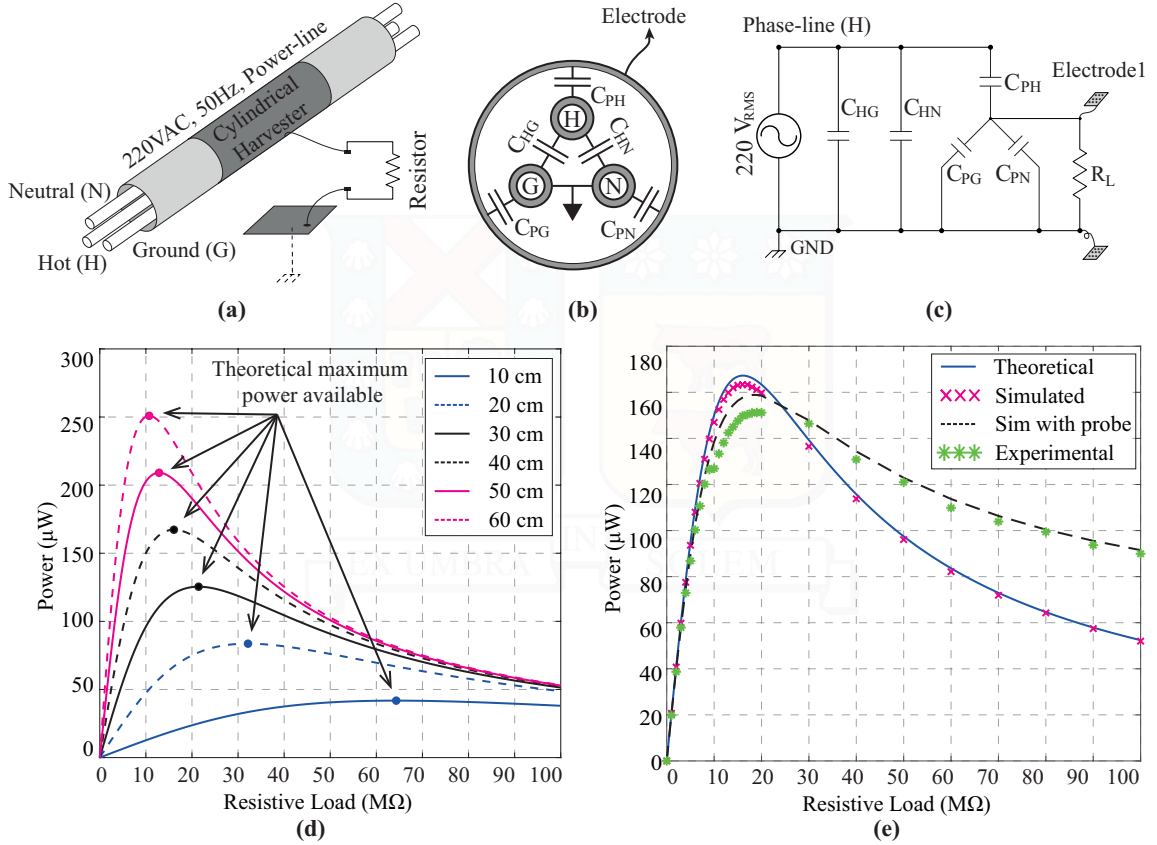 220VAC, 50Hz, Power-line
Cylindrical
Harvester
Neutral (N)
Ground (G)
Hot (H)
Resistor
(a)
Electrode
C_PH
H
C_HG
C_HN
G
N
C_PG
C_PN
(b)
Phase-line (H)
220 V_RMS
C_HG
C_HN
C_PH
Electrode1
C_PG
C_PN
R_L
GND
(c)
Theoretical maximum
power available
10 cm
20 cm
30 cm
40 cm
50 cm
60 cm
Power (µW)
300
250
200
150
100
50
0
0 10 20 30 40 50 60 70 80 90 100
Resistive Load (MΩ)
(d)
Theoretical
Simulated
Sim with probe
Experimental
Power (µW)
180
160
140
120
100
80
60
40
20
0
0 10 20 30 40 50 60 70 80 90 100
Resistive Load (MΩ)
(e)